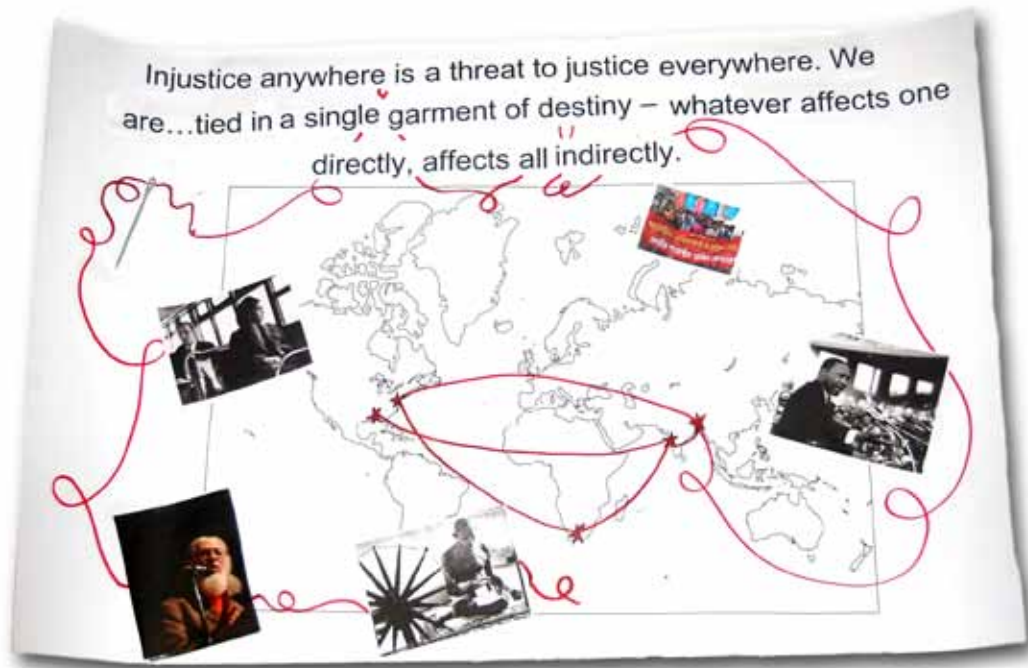 Injustice anywhere is a threat to justice everywhere. We
are…tied in a single garment of destiny – whatever affects one
directly, affects all indirectly.